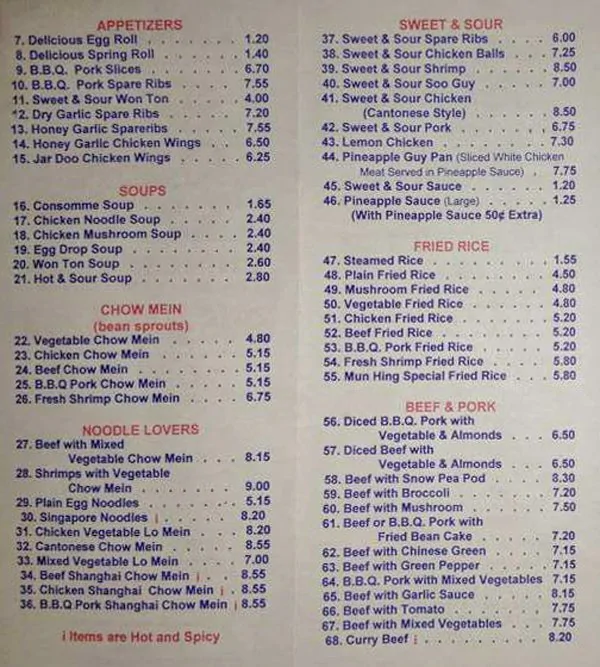 APPETIZERS
7. Delicious Egg Roll . . . . . . . 1.20
8. Delicious Spring Roll . . . . . . 1.40
9. B.B.Q. Pork Slices . . . . . . . 6.70
10. B.B.Q. Pork Spare Ribs . . . . . 7.55
11. Sweet & Sour Won Ton . . . . . 4.00
*2. Dry Garlic Spare Ribs . . . . . . 7.20
13. Honey Garlic Spareribs . . . . . 7.55
14. Honey Garlic Chicken Wings . . . 6.50
15. Jar Doo Chicken Wings . . . . . 6.25
SOUPS
16. Consomme Soup . . . . . . . . 1.65
17. Chicken Noodle Soup . . . . . . 2.40
18. Chicken Mushroom Soup . . . . 2.40
19. Egg Drop Soup . . . . . . . . 2.40
20. Won Ton Soup . . . . . . . . . 2.60
21. Hot & Sour Soup . . . . . . . . 2.80
CHOW MEIN
(bean sprouts)
22. Vegetable Chow Mein . . . . . . 4.80
23. Chicken Chow Mein . . . . . . . 5.15
24. Beef Chow Mein . . . . . . . . 5.15
25. B.B.Q Pork Chow Mein . . . . . 5.15
26. Fresh Shrimp Chow Mein . . . . 6.75
NOODLE LOVERS
27. Beef with Mixed
Vegetable Chow Mein . . . 8.15
28. Shrimps with Vegetable
Chow Mein . . . . . . . . 9.00
29. Plain Egg Noodles . . . . . . . 5.15
30. Singapore Noodles ¡ . . . . . . 8.20
31. Chicken Vegetable Lo Mein . . . 8.20
32. Cantonese Chow Mein . . . . . 8.55
33. Mixed Vegetable Lo Mein . . . . 7.00
34. Beef Shanghai Chow Mein ¡ . . 8.55
35. Chicken Shanghai Chow Mein ¡ . 8.55
36. B.B.Q Pork Shanghai Chow Mein ¡ 8.55
¡ Items are Hot and Spicy
SWEET & SOUR
37. Sweet & Sour Spare Ribs . . . . 6.00
38. Sweet & Sour Chicken Balls . . . 7.25
39. Sweet & Sour Shrimp . . . . . . 8.50
40. Sweet & Sour Soo Guy . . . . . 7.00
41. Sweet & Sour Chicken
(Cantonese Style) . . . . . . 8.50
42. Sweet & Sour Pork . . . . . . . 6.75
43. Lemon Chicken . . . . . . . . 7.30
44. Pineapple Guy Pan (Sliced White Chicken
Meat Served in Pineapple Sauce) . . 7.75
45. Sweet & Sour Sauce . . . . . . 1.20
46. Pineapple Sauce (Large) . . . . . 1.25
(With Pineapple Sauce 50¢ Extra)
FRIED RICE
47. Steamed Rice . . . . . . . . . 1.55
48. Plain Fried Rice . . . . . . . . 4.50
49. Mushroom Fried Rice . . . . . . 4.80
50. Vegetable Fried Rice . . . . . . 4.80
51. Chicken Fried Rice . . . . . . . 5.20
52. Beef Fried Rice . . . . . . . . 5.20
53. B.B.Q. Pork Fried Rice . . . . . 5.20
54. Fresh Shrimp Fried Rice . . . . . 5.80
55. Mun Hing Special Fried Rice . . . 5.80
BEEF & PORK
56. Diced B.B.Q. Pork with
Vegetable & Almonds . . . 6.50
57. Diced Beef with
Vegetable & Almonds . . . 6.50
58. Beef with Snow Pea Pod . . . . 8.30
59. Beef with Broccoli . . . . . . . 7.20
60. Beef with Mushroom . . . . . . 7.50
61. Beef or B.B.Q. Pork with
Fried Bean Cake . . . . . . 7.20
62. Beef with Chinese Green . . . . 7.15
63. Beef with Green Pepper . . . . . 7.15
64. B.B.Q. Pork with Mixed Vegetables 7.15
65. Beef with Garlic Sauce . . . . . 8.15
66. Beef with Tomato . . . . . . . 7.75
67. Beef with Mixed Vegetables . . . 7.75
68. Curry Beef ¡ . . . . . . . . . 8.20